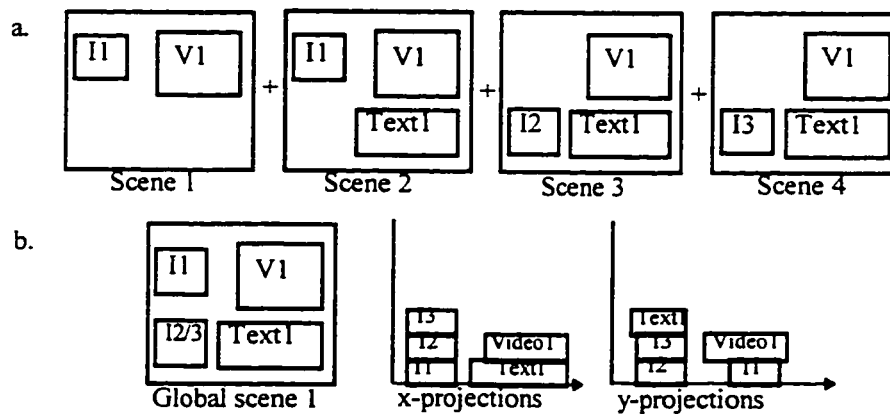 a.
I1 V1 + I1 V1 + V1 + V1
Text1 I2 Text1 I3 Text1
Scene 1 Scene 2 Scene 3 Scene 4
b.
I1 V1
I2/3 Text1
Global scene 1
I3
I2 Video1
I1 Text1
x-projections
Text1
I3 Video1
I2 I1
y-projections